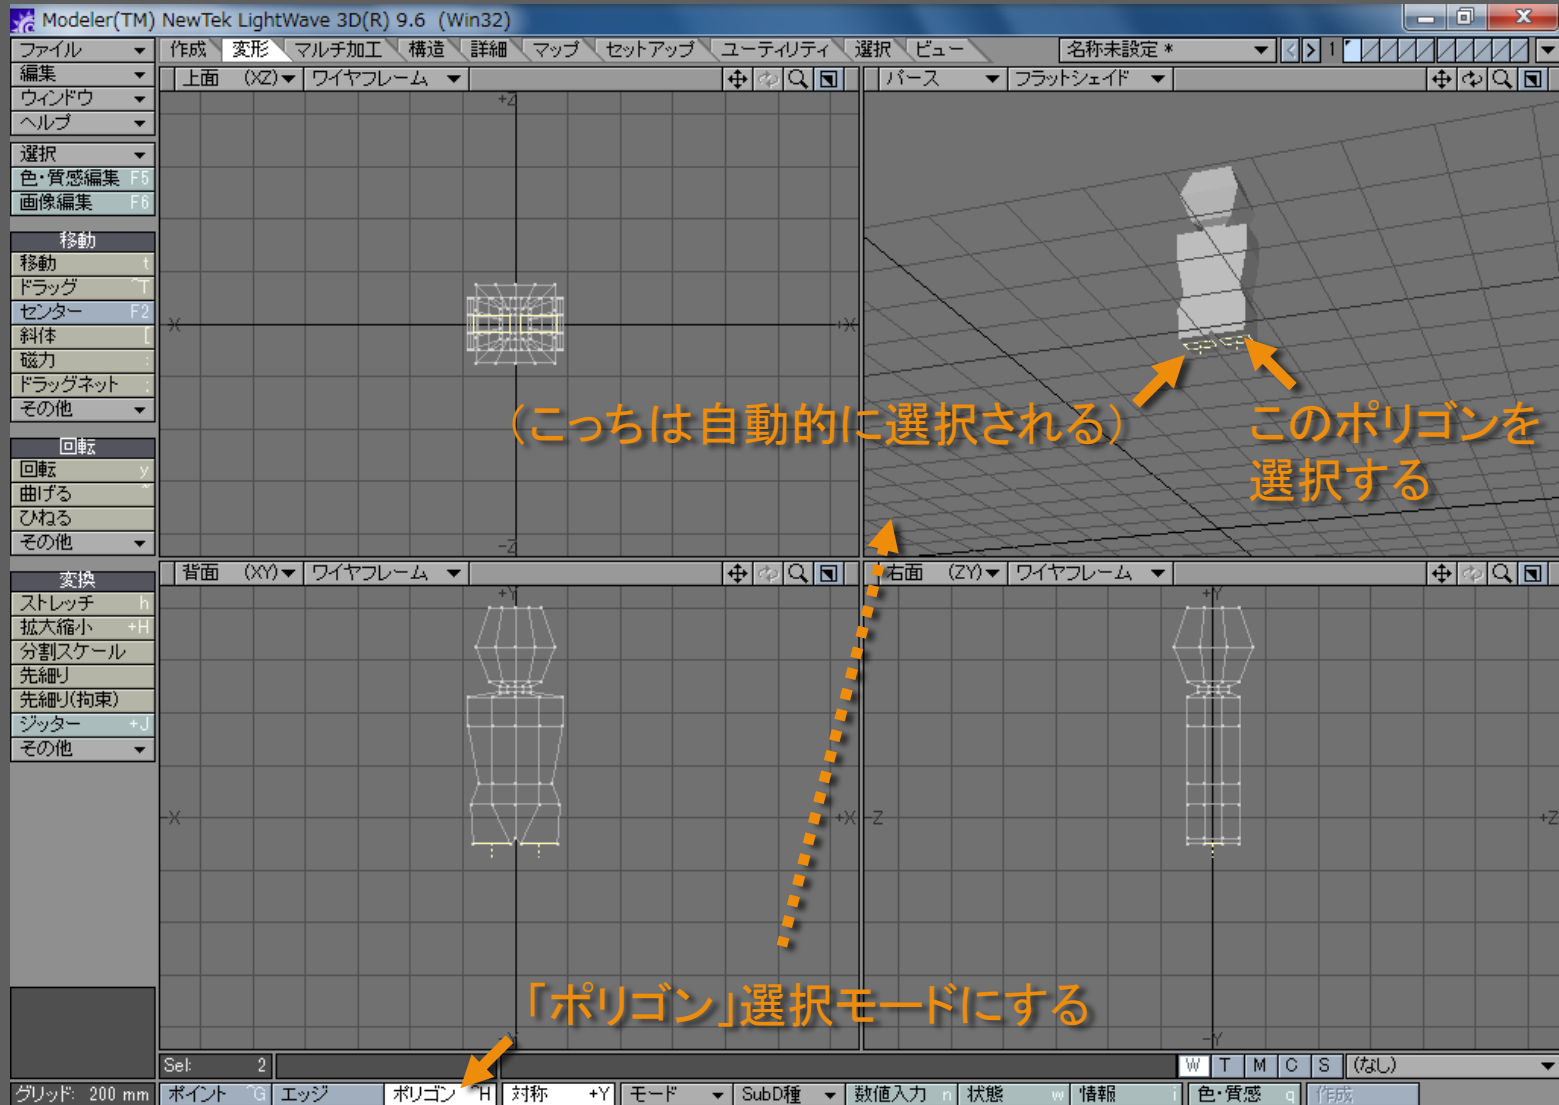 Modeler(TM) NewTek LightWave 3D(R) 9.6 (Win32)
ファイル 作成 変形 マルチ加工 構造 詳細 マップ セットアップ ユーティリティ 選択 ビュー 名称未設定 * < > 1
編集
ウィンドウ
ヘルプ
選択
色・質感編集 F5
画像編集 F6
移動
移動 t
ドラッグ ^T
センター F2
斜体 [
磁力 :
ドラッグネット ;
その他
回転
回転 y
曲げる ~
ひねる
その他
変換
ストレッチ h
拡大縮小 +H
分割スケール
先細り
先細り(拘束)
ジッター +J
その他
上面 (XZ) ワイヤフレーム
+Z
-X
+X
-Z
パース フラットシェイド
(こっちは自動的に選択される)
このポリゴンを
選択する
背面 (XY) ワイヤフレーム
+Y
-X
+X
-Y
右面 (ZY) ワイヤフレーム
+Y
-Z
+Z
-Y
「ポリゴン」選択モードにする
Sel: 2 W T M C S (なし)
グリッド: 200 mm ポイント ^G エッジ ポリゴン ^H 対称 +Y モード SubD種 数値入力 n 状態 w 情報 i 色・質感 q 作成